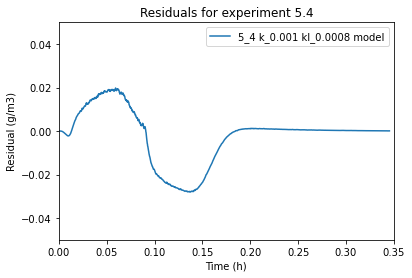 Residuals for experiment 5.4
5_4 k_0.001 kl_0.0008 model
Residual (g/m3)
0.04
0.02
0.00
−0.02
−0.04
0.00 0.05 0.10 0.15 0.20 0.25 0.30 0.35
Time (h)